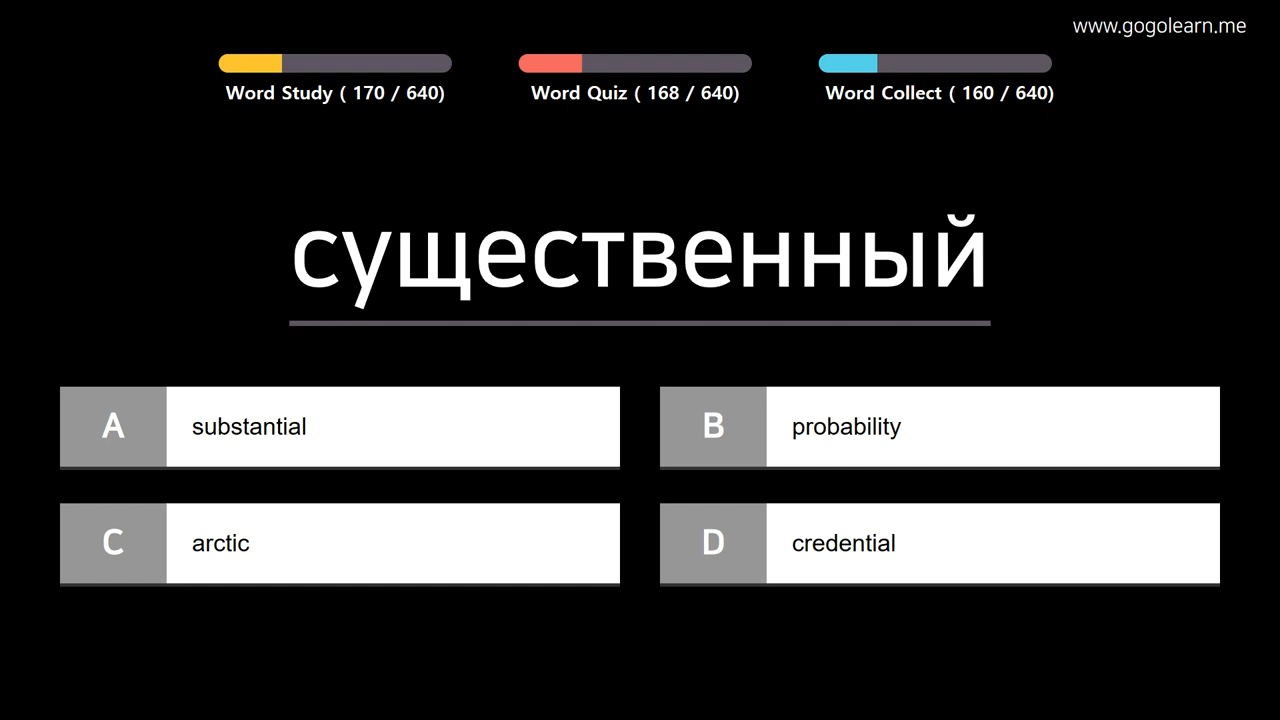 www.gogolearn.me
Word Study ( 170 / 640)
Word Quiz ( 168 / 640)
Word Collect ( 160 / 640)
существенный
A substantial
B probability
C arctic
D credential